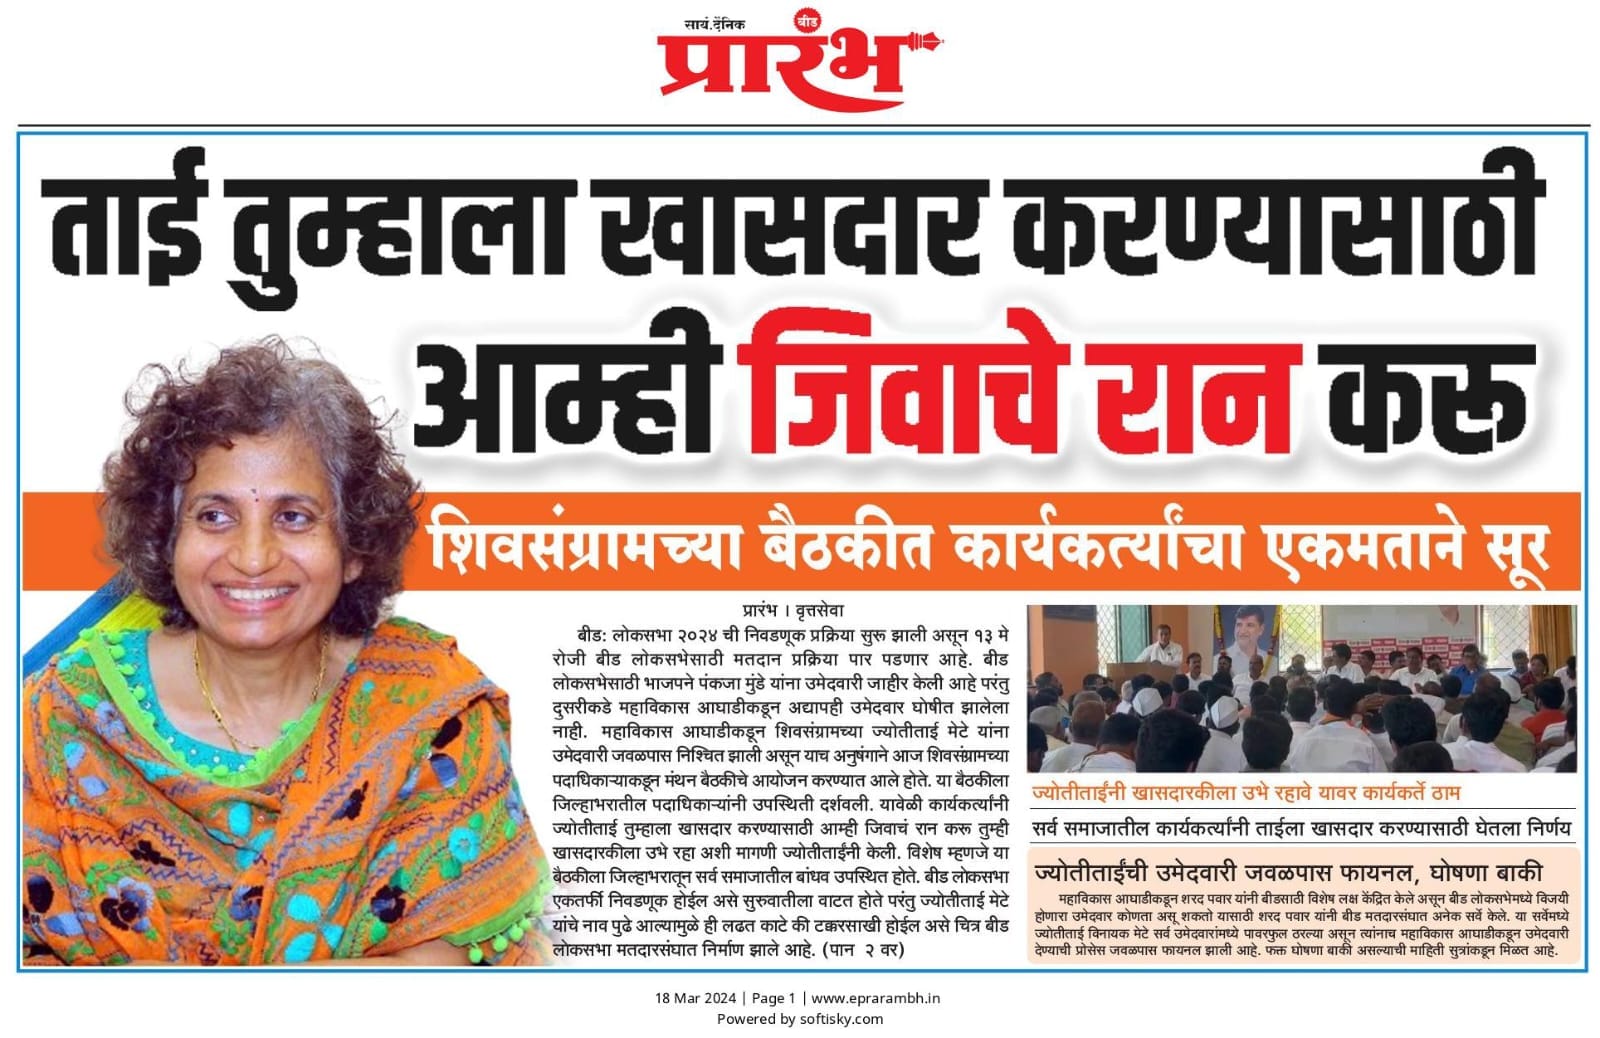 सायं.दैनिक
बीड
प्रारंभ
ताई तुम्हाला खासदार करण्यासाठी
आम्ही जिवाचे रान करू
शिवसंग्रामच्या बैठकीत कार्यकर्त्यांचा एकमताने सूर
प्रारंभ । वृत्तसेवा
बीड: लोकसभा २०२४ ची निवडणूक प्रक्रिया सुरू झाली असून १३ मे
रोजी बीड लोकसभेसाठी मतदान प्रक्रिया पार पडणार आहे. बीड
लोकसभेसाठी भाजपने पंकजा मुंडे यांना उमेदवारी जाहीर केली आहे परंतु
दुसरीकडे महाविकास आघाडीकडून अद्यापही उमेदवार घोषीत झालेला
नाही. महाविकास आघाडीकडून शिवसंग्रामच्या ज्योतीताई मेटे यांना
उमेदवारी जवळपास निश्चित झाली असून याच अनुषंगाने आज शिवसंग्रामच्या
पदाधिकाऱ्याकडून मंथन बैठकीचे आयोजन करण्यात आले होते. या बैठकीला
जिल्हाभरातील पदाधिकाऱ्यांनी उपस्थिती दर्शवली. यावेळी कार्यकर्त्यांनी
ज्योतीताई तुम्हाला खासदार करण्यासाठी आम्ही जिवाचं रान करू तुम्ही
खासदारकीला उभे रहा अशी मागणी ज्योतीताईंनी केली. विशेष म्हणजे या
बैठकीला जिल्हाभरातून सर्व समाजातील बांधव उपस्थित होते. बीड लोकसभा
एकतर्फी निवडणूक होईल असे सुरुवातीला वाटत होते परंतु ज्योतीताई मेटे
यांचे नाव पुढे आल्यामुळे ही लढत काटे की टक्करसाखी होईल असे चित्र बीड
लोकसभा मतदारसंघात निर्माण झाले आहे. (पान २ वर)
ज्योतीताईंनी खासदारकीला उभे रहावे यावर कार्यकर्ते ठाम
सर्व समाजातील कार्यकर्त्यांनी ताईला खासदार करण्यासाठी घेतला निर्णय
ज्योतीताईंची उमेदवारी जवळपास फायनल, घोषणा बाकी
महाविकास आघाडीकडून शरद पवार यांनी बीडसाठी विशेष लक्ष केंद्रित केले असून बीड लोकसभेमध्ये विजयी
होणारा उमेदवार कोणता असू शकतो यासाठी शरद पवार यांनी बीड मतदारसंघात अनेक सर्वे केले. या सर्वेमध्ये
ज्योतीताई विनायक मेटे सर्व उमेदवारांमध्ये पावरफुल ठरल्या असून त्यांनाच महाविकास आघाडीकडून उमेदवारी
देण्याची प्रोसेस जवळपास फायनल झाली आहे. फक्त घोषणा बाकी असल्याची माहिती सुत्रांकडून मिळत आहे.
18 Mar 2024 | Page 1 | www.eprarambh.in
Powered by softisky.com